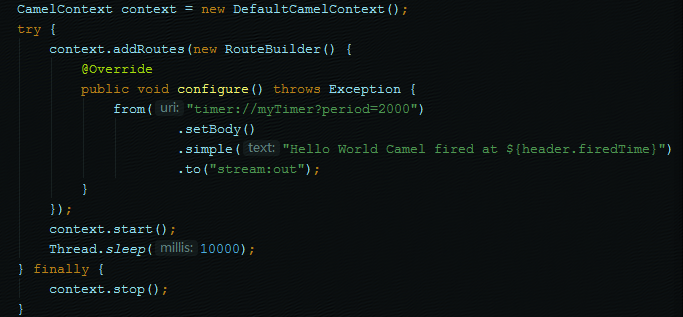 CamelContext context = new DefaultCamelContext();
try {
    context.addRoutes(new RouteBuilder() {
        @Override
        public void configure() throws Exception {
            from( uri: "timer://myTimer?period=2000")
                    .setBody()
                    .simple( text: "Hello World Camel fired at ${header.firedTime}")
                    .to("stream:out");
        }
    });
    context.start();
    Thread.sleep( millis: 10000);
} finally {
    context.stop();
}